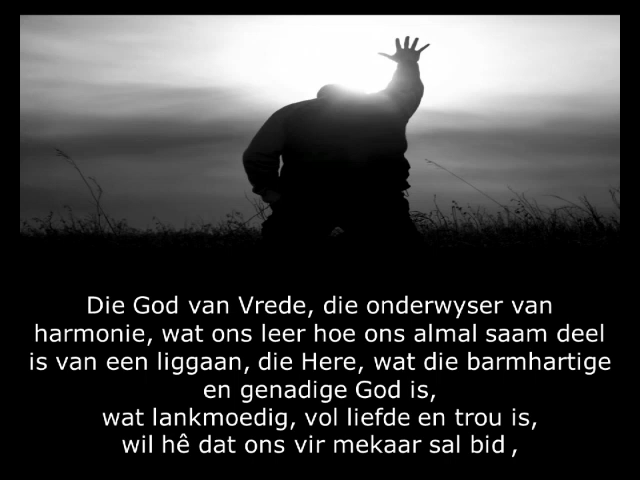 Die God van Vrede, die onderwyser van
harmonie, wat ons leer hoe ons almal saam deel
is van een liggaan, die Here, wat die barmhartige
en genadige God is,
wat lankmoedig, vol liefde en trou is,
wil hê dat ons vir mekaar sal bid ,